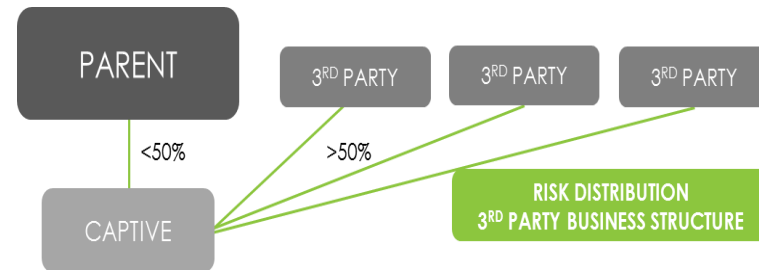 PARENT
3RD PARTY
3RD PARTY
3RD PARTY
<50%
>50%
CAPTIVE
RISK DISTRIBUTION
3RD PARTY BUSINESS STRUCTURE